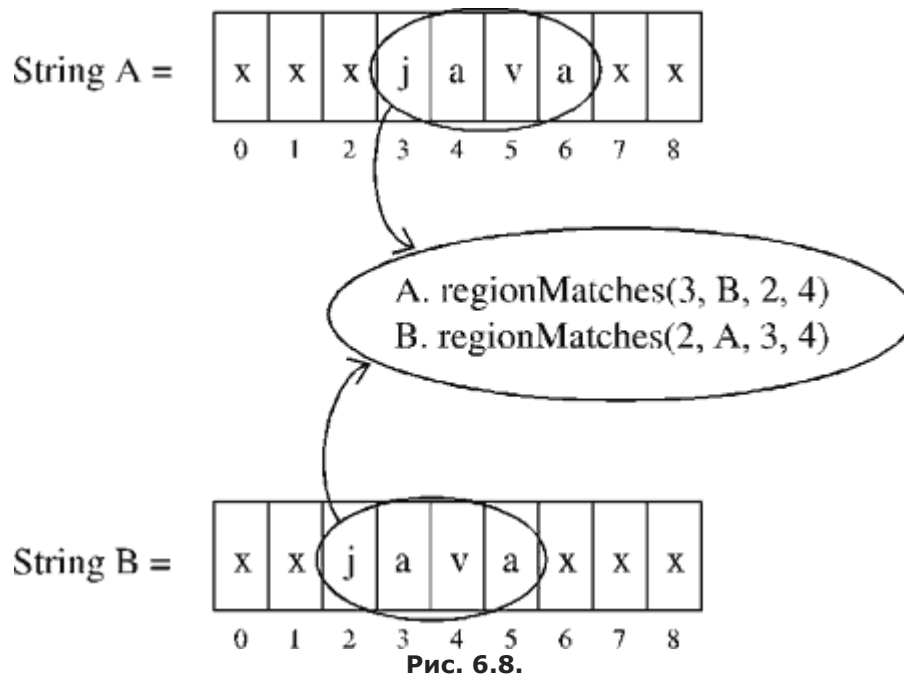 String A = x x x j a v a x x
0 1 2 3 4 5 6 7 8
A. regionMatches(3, B, 2, 4)
B. regionMatches(2, A, 3, 4)
String B = x x j a v a x x x
0 1 2 3 4 5 6 7 8
Рис. 6.8.